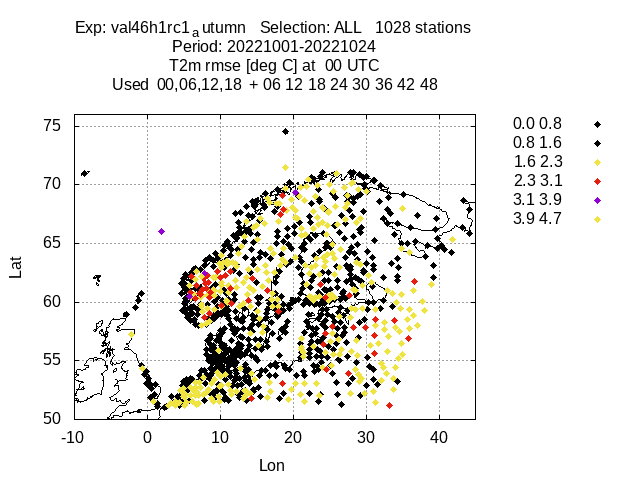 Exp: val46h1rc1autumn Selection: ALL 1028 stations
Period: 20221001-20221024
T2m rmse [deg C] at 00 UTC
Used 00,06,12,18 + 06 12 18 24 30 36 42 48
0.0 0.8
0.8 1.6
1.6 2.3
2.3 3.1
3.1 3.9
3.9 4.7
75
70
65
60
55
50
Lat
-10 0 10 20 30 40
Lon